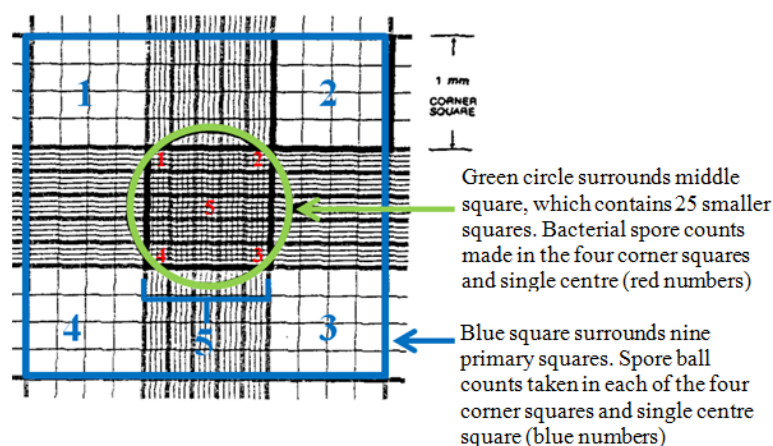 1
2
1 mm
CORNER
SQUARE
1
2
5
4
3
4
5
3
Green circle surrounds middle
square, which contains 25 smaller
squares. Bacterial spore counts
made in the four corner squares
and single centre (red numbers)
Blue square surrounds nine
primary squares. Spore ball
counts taken in each of the four
corner squares and single centre
square (blue numbers)